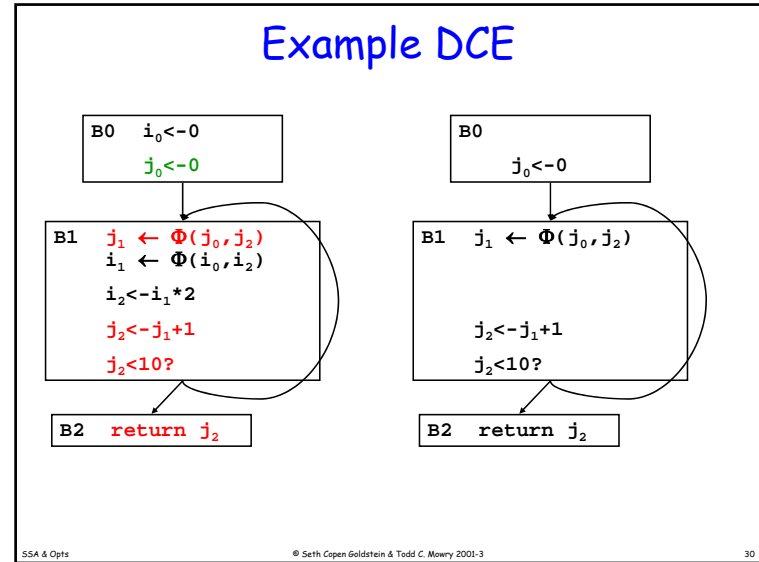 Example DCE
B0 i₀<-0
j₀<-0
B1 j₁ ← Φ(j₀,j₂)
i₁ ← Φ(i₀,i₂)
i₂<-i₁*2
j₂<-j₁+1
j₂<10?
B2 return j₂
B0
j₀<-0
B1 j₁ ← Φ(j₀,j₂)
j₂<-j₁+1
j₂<10?
B2 return j₂
SSA & Opts
© Seth Copen Goldstein & Todd C. Mowry 2001-3
30